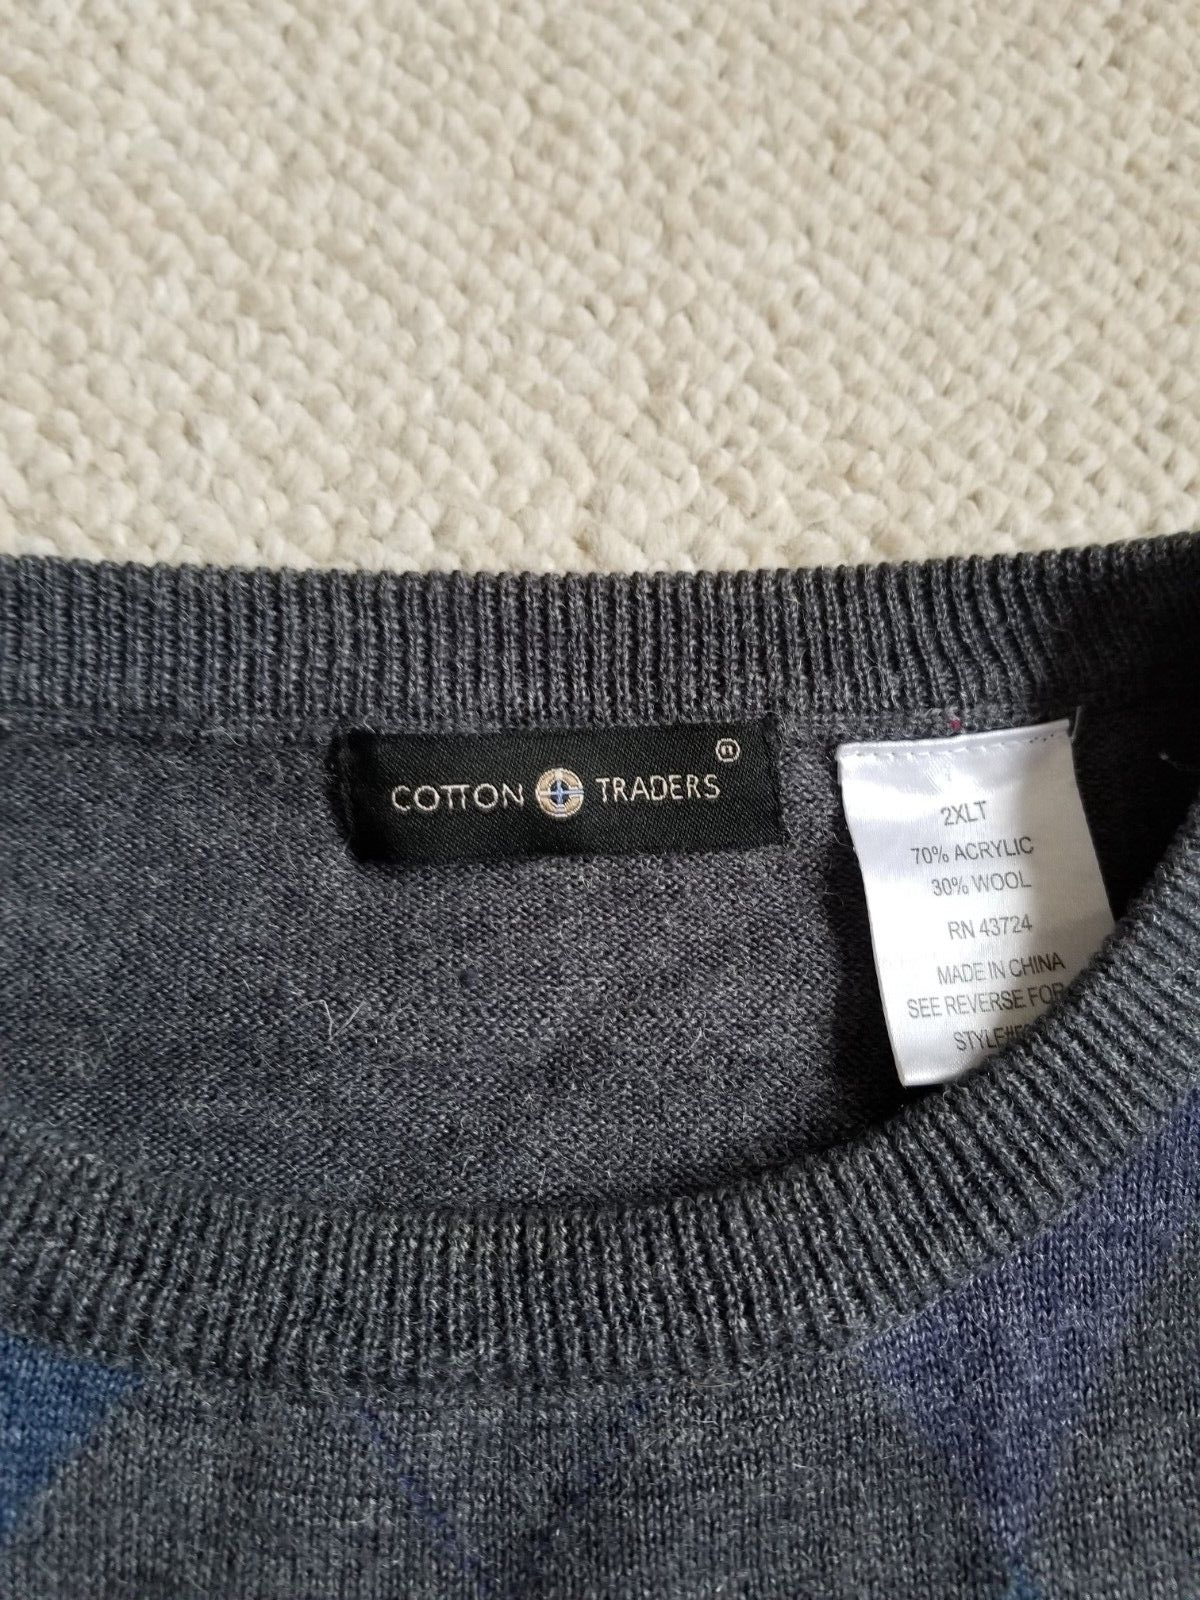 COTTON TRADERS ®
2XLT
70% ACRYLIC
30% WOOL
RN 43724
MADE IN CHINA
SEE REVERSE FOR